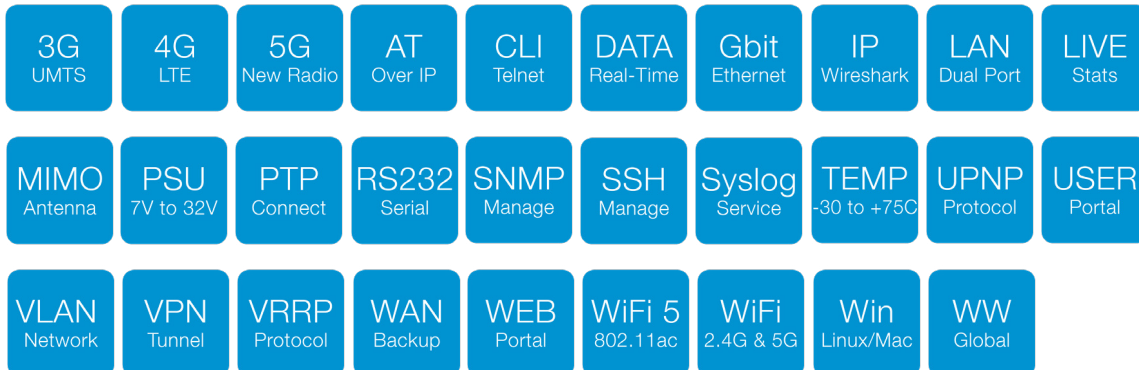 3G 4G 5G AT CLI DATA Gbit IP LAN LIVE
UMTS LTE New Radio Over IP Telnet Real-Time Ethernet Wireshark Dual Port Stats
MIMO PSU PTP RS232 SNMP SSH Syslog TEMP UPNP USER
Antenna 7V to 32V Connect Serial Manage Manage Service -30 to +75C Protocol Portal
VLAN VPN VRRP WAN WEB WiFi 5 WiFi Win WW
Network Tunnel Protocol Backup Portal 802.11ac 2.4G & 5G Linux/Mac Global